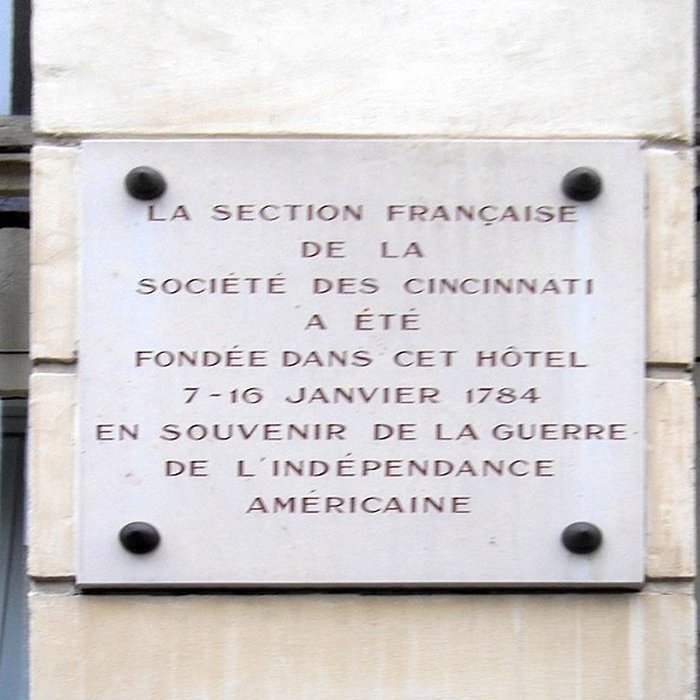 LA SECTION FRANÇAISE
DE LA
SOCIÉTÉ DES CINCINNATI
A ÉTÉ
FONDÉE DANS CET HÔTEL
7-16 JANVIER 1784
EN SOUVENIR DE LA GUERRE
DE L'INDÉPENDANCE
AMÉRICAINE